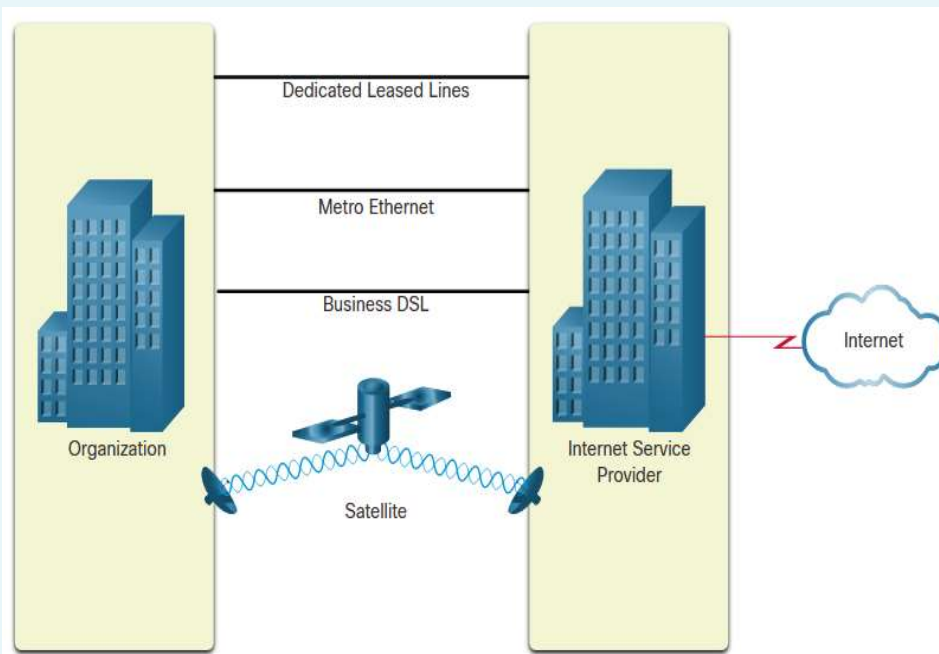 Dedicated Leased Lines
Metro Ethernet
Business DSL
Internet
Organization
Internet Service
Provider
Satellite